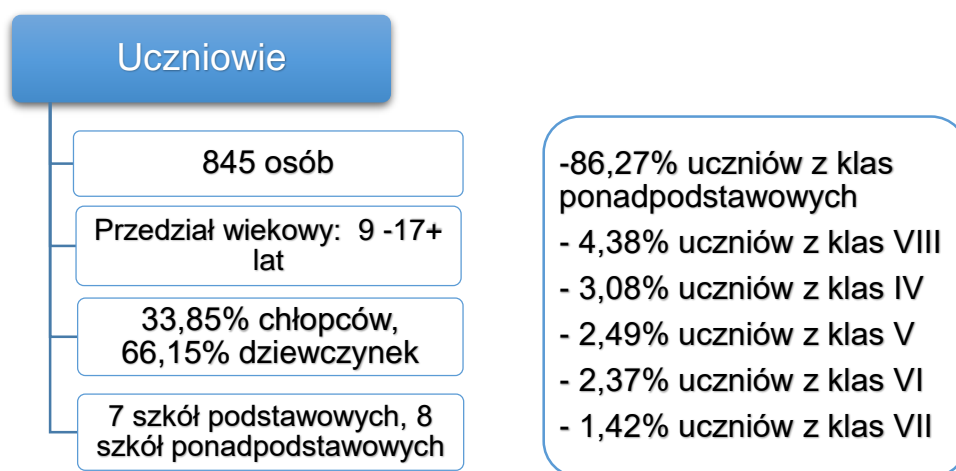 Uczniowie
845 osób
Przedział wiekowy:  9 -17+
lat
33,85% chłopców,
66,15% dziewczynek
7 szkół podstawowych, 8
szkół ponadpodstawowych
-86,27% uczniów z klas
ponadpodstawowych
- 4,38% uczniów z klas VIII
- 3,08% uczniów z klas IV
- 2,49% uczniów z klas V
- 2,37% uczniów z klas VI
- 1,42% uczniów z klas VII